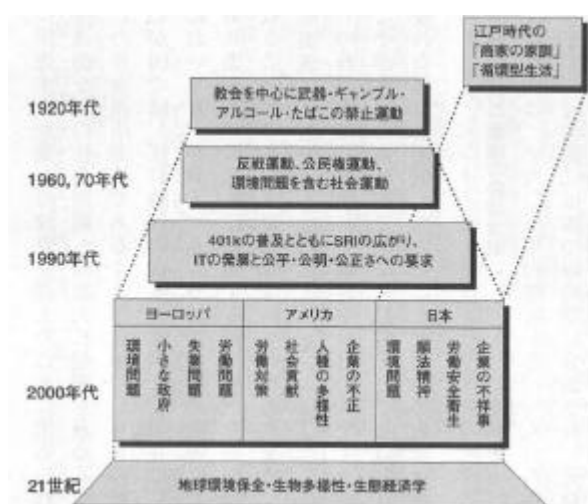 江戸時代の
「商家の家訓」
「循環型生活」
1920年代
教会を中心に武器・ギャンブル・
アルコール・たばこの禁止運動
1960, 70年代
反戦運動、公民権運動、
環境問題を含む社会運動
1990年代
401kの普及とともにSRIの広がり、
ITの発展と公平・公明・公正さへの要求
2000年代
ヨーロッパ
環境問題
小さな政府
失業問題
労働問題
アメリカ
労働対策
社会貢献
人種の多様性
企業の不正
日本
環境問題
順法精神
労働安全衛生
企業の不祥事
21世紀
地球環境保全・生物多様性・生態経済学